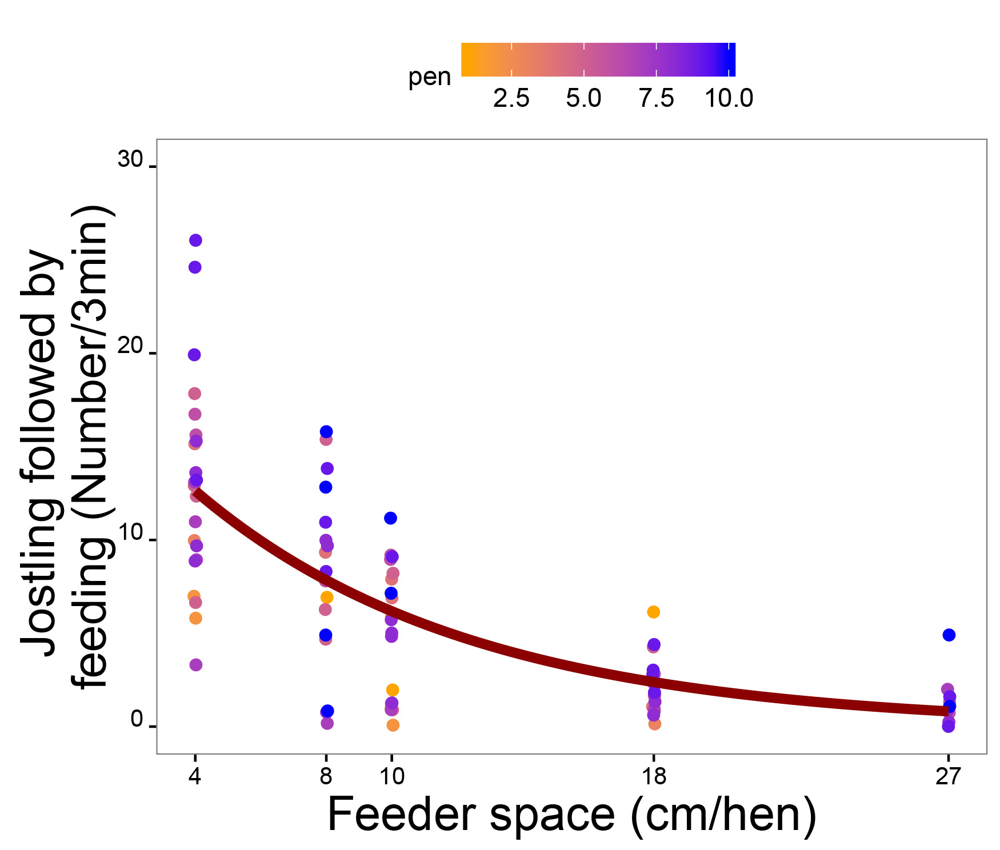 pen
2.5 5.0 7.5 10.0
Jostling followed by
feeding (Number/3min)
30
20
10
0
4 8 10 18 27
Feeder space (cm/hen)